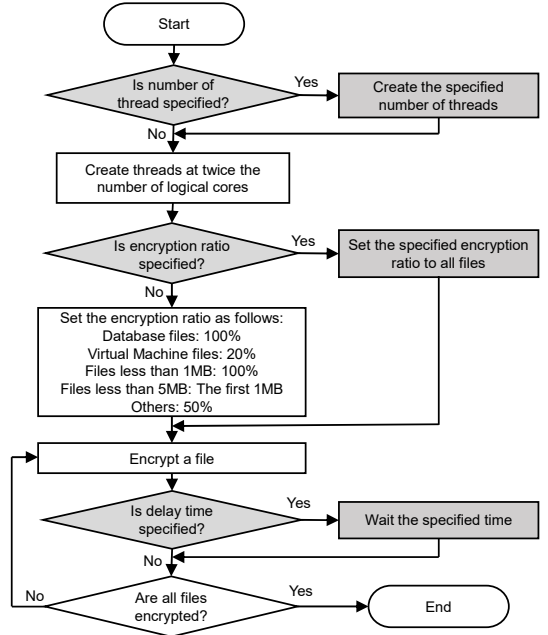 Start
Is number of
thread specified?
Yes
Create the specified
number of threads
No
Create threads at twice the
number of logical cores
Is encryption ratio
specified?
Yes
Set the specified encryption
ratio to all files
No
Set the encryption ratio as follows:
Database files: 100%
Virtual Machine files: 20%
Files less than 1MB: 100%
Files less than 5MB: The first 1MB
Others: 50%
Encrypt a file
Is delay time
specified?
Yes
Wait the specified time
No
Are all files
encrypted?
No
Yes
End